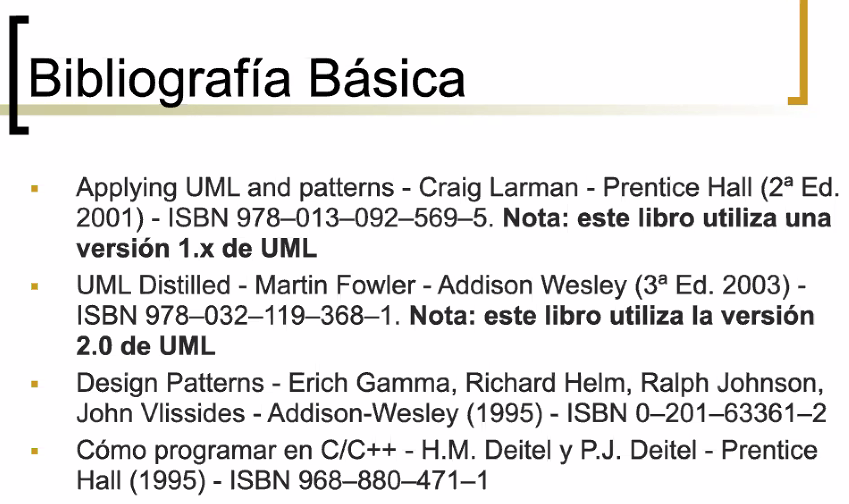 Bibliografía Básica
Applying UML and patterns - Craig Larman - Prentice Hall (2ª Ed.
2001) - ISBN 978–013–092–569–5. Nota: este libro utiliza una
versión 1.x de UML
UML Distilled - Martin Fowler - Addison Wesley (3ª Ed. 2003) -
ISBN 978–032–119–368–1. Nota: este libro utiliza la versión
2.0 de UML
Design Patterns - Erich Gamma, Richard Helm, Ralph Johnson,
John Vlissides - Addison-Wesley (1995) - ISBN 0–201–63361–2
Cómo programar en C/C++ - H.M. Deitel y P.J. Deitel - Prentice
Hall (1995) - ISBN 968–880–471–1